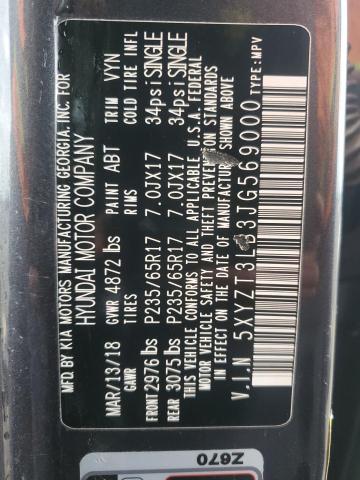 MFD. BY KIA MOTORS MANUFACTURING GEORGIA, INC. FOR
HYUNDAI MOTOR COMPANY
MAR/13/18 GVWR 4872 lbs PAINT ABT TRIM VYN
GAWR TIRES RIMS COLD TIRE INFL
FRONT 2976 lbs P235/65R17 7.0JX17 34psi SINGLE
REAR 3075 lbs P235/65R17 7.0JX17 34psi SINGLE
THIS VEHICLE CONFORMS TO ALL APPLICABLE U.S.A. FEDERAL
MOTOR VEHICLE SAFETY AND THEFT PREVENTION STANDARDS
IN EFFECT ON THE DATE OF MANUFACTURE SHOWN ABOVE.
V.I.N 5XYZT3LB3JG569000 TYPE:MPV
Z670